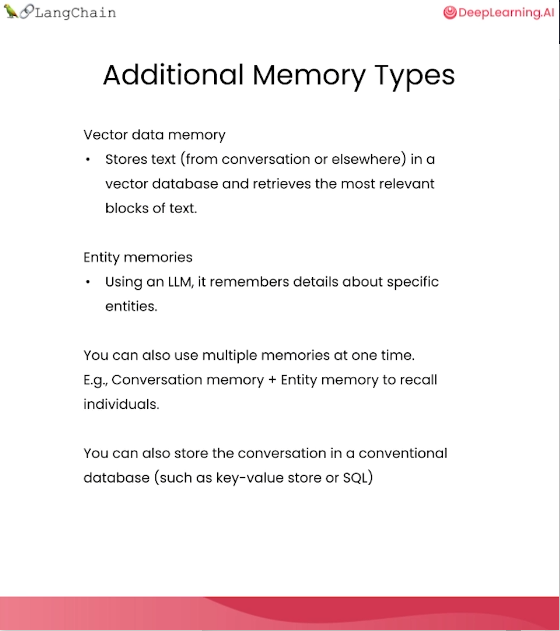 LangChain
DeepLearning.AI
Additional Memory Types
Vector data memory
• Stores text (from conversation or elsewhere) in a
vector database and retrieves the most relevant
blocks of text.
Entity memories
• Using an LLM, it remembers details about specific
entities.
You can also use multiple memories at one time.
E.g., Conversation memory + Entity memory to recall
individuals.
You can also store the conversation in a conventional
database (such as key-value store or SQL)